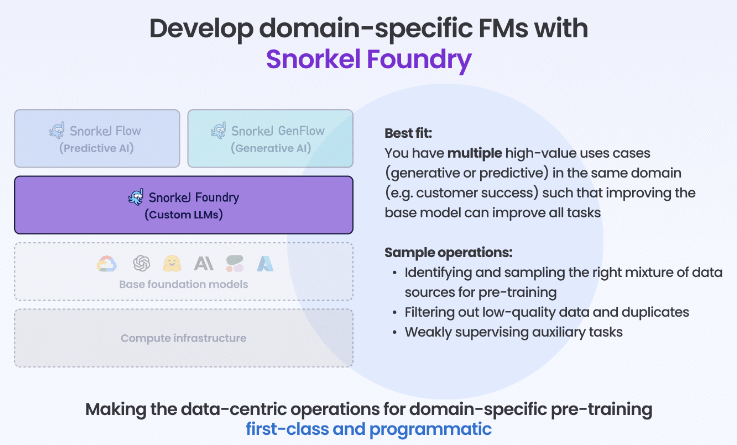 Develop domain-specific FMs with
Snorkel Foundry
Snorkel Flow
(Predictive AI)
Snorkel GenFlow
(Generative AI)
Snorkel Foundry
(Custom LLMs)
Base foundation models
Compute infrastructure
Best fit:
You have multiple high-value uses cases
(generative or predictive) in the same domain
(e.g. customer success) such that improving the
base model can improve all tasks
Sample operations:
• Identifying and sampling the right mixture of data
sources for pre-training
• Filtering out low-quality data and duplicates
• Weakly supervising auxiliary tasks
Making the data-centric operations for domain-specific pre-training
first-class and programmatic